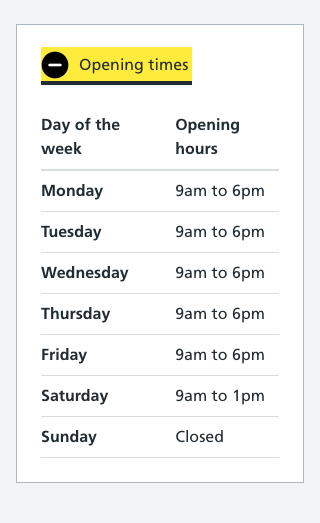 Opening times
Day of the week Opening hours
Monday 9am to 6pm
Tuesday 9am to 6pm
Wednesday 9am to 6pm
Thursday 9am to 6pm
Friday 9am to 6pm
Saturday 9am to 1pm
Sunday Closed